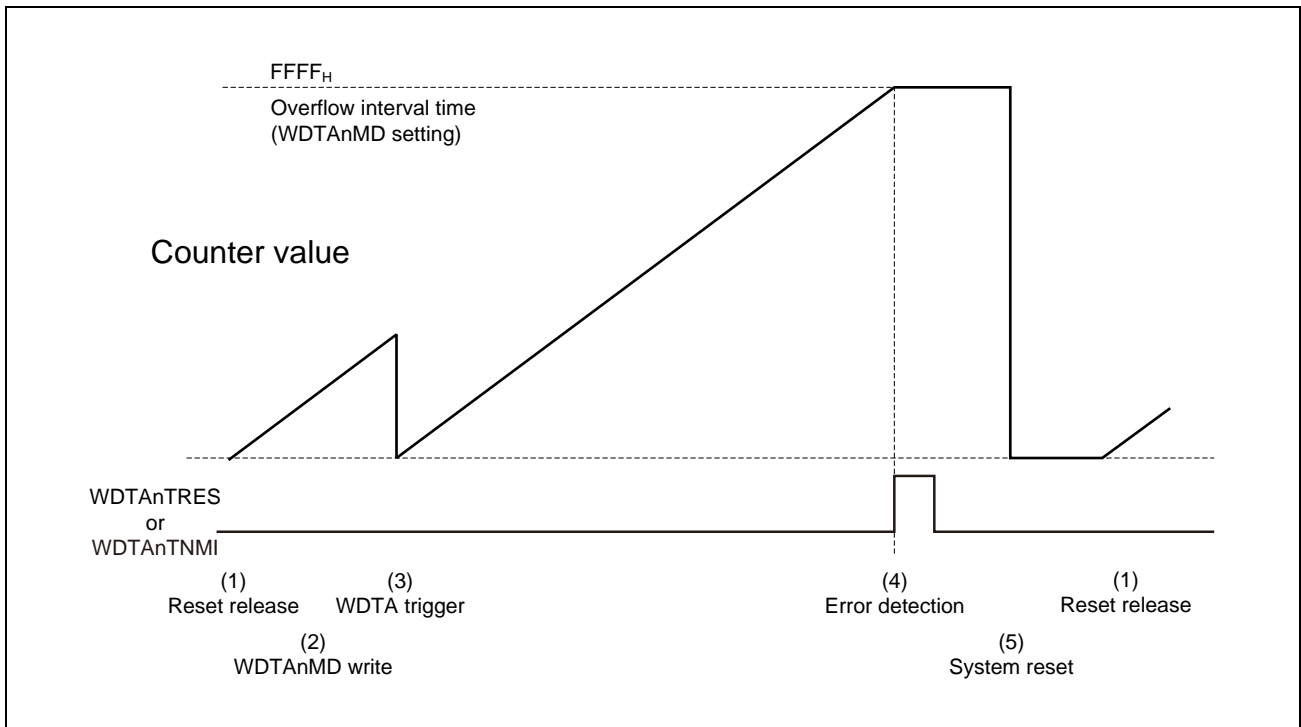 FFFFH
Overflow interval time
(WDTAnMD setting)
Counter value
WDTAnTRES
or
WDTAnTNMI
(1)
Reset release
(3)
WDTA trigger
(4)
Error detection
(1)
Reset release
(2)
WDTAnMD write
(5)
System reset